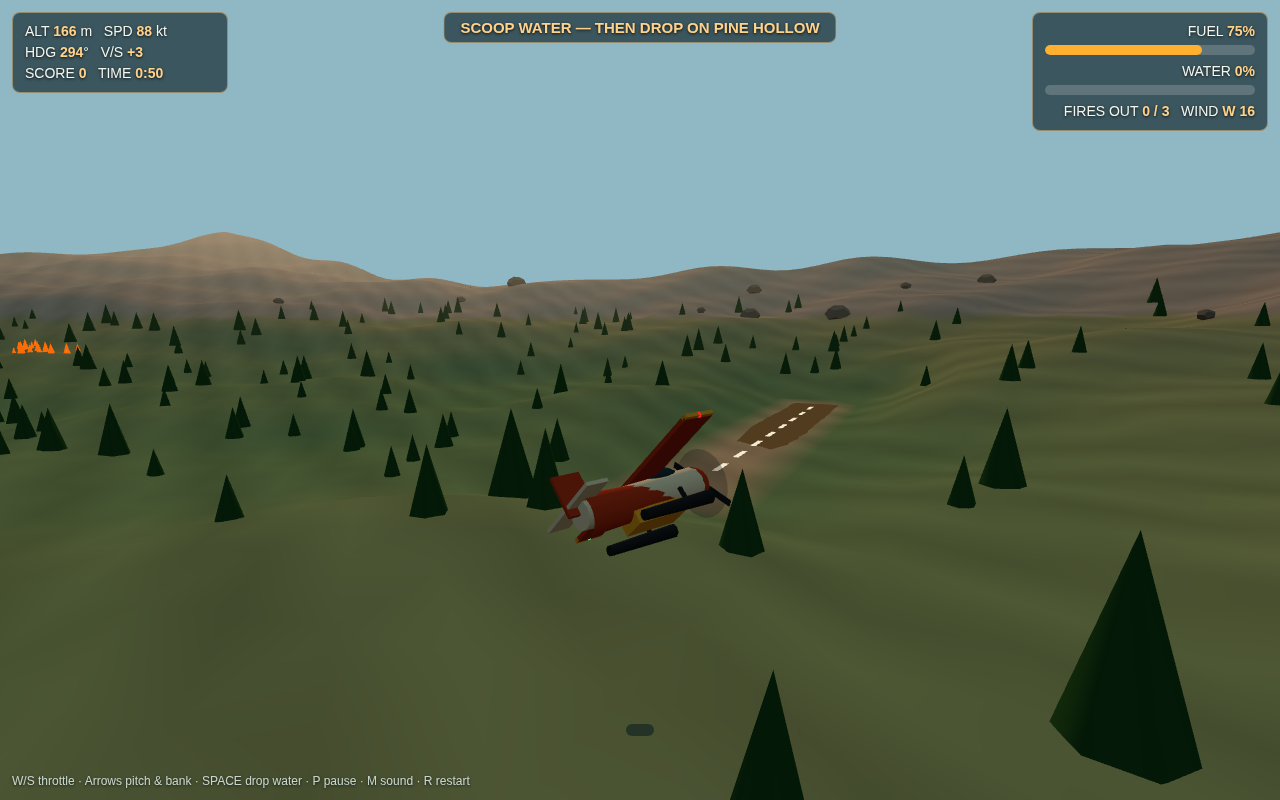 ALT 166 m SPD 88 kt
HDG 294° V/S +3
SCORE 0 TIME 0:50
SCOOP WATER — THEN DROP ON PINE HOLLOW
FUEL 75%
WATER 0%
FIRES OUT 0 / 3 WIND W 16
W/S throttle · Arrows pitch & bank · SPACE drop water · P pause · M sound · R restart